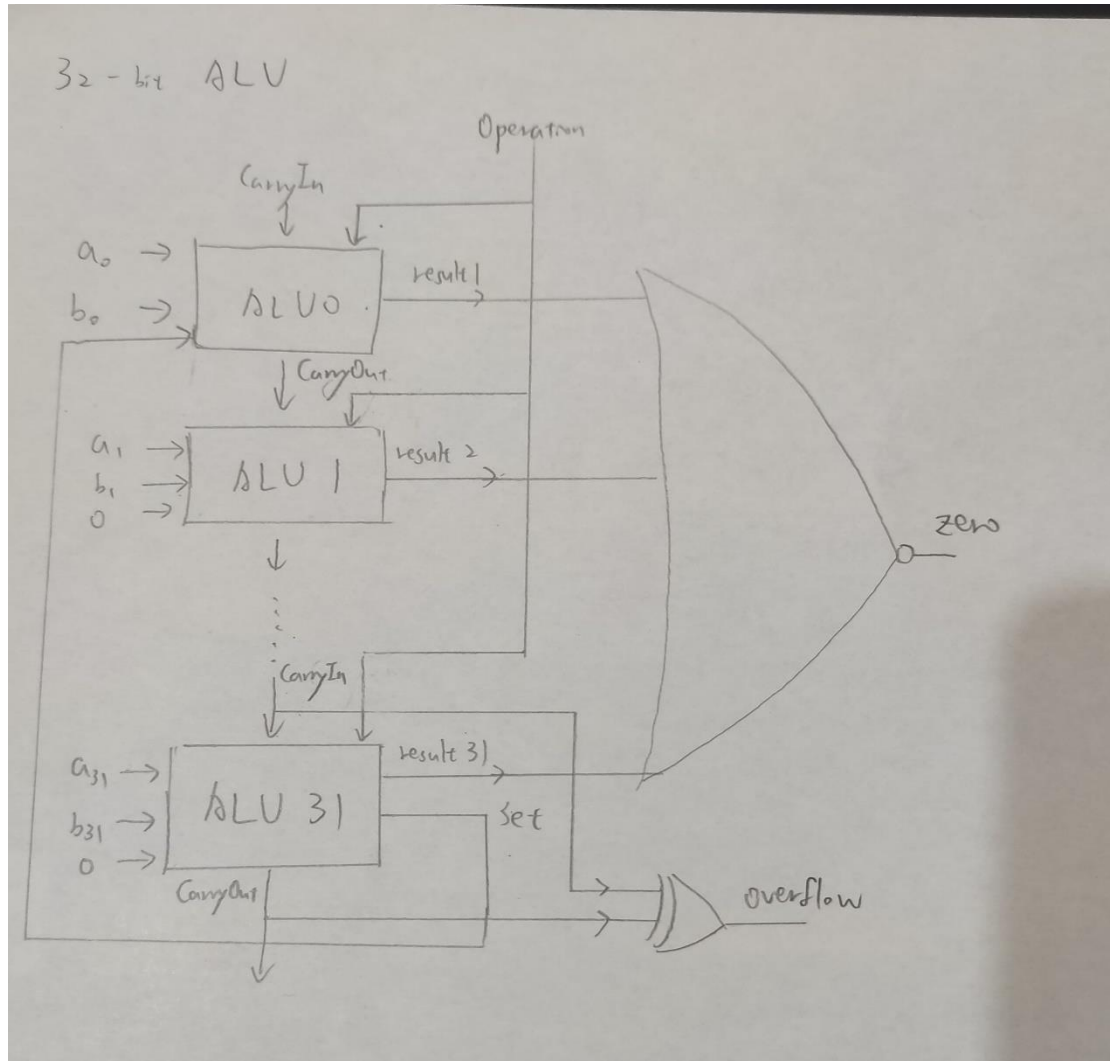 32-bit ALU
Operation
CarryIn
a0
b0
ALU0
result1
CarryOut
a1
b1
0
ALU 1
result 2
zero
CarryIn
a31
b31
0
ALU 31
result 31
set
CarryOut
overflow